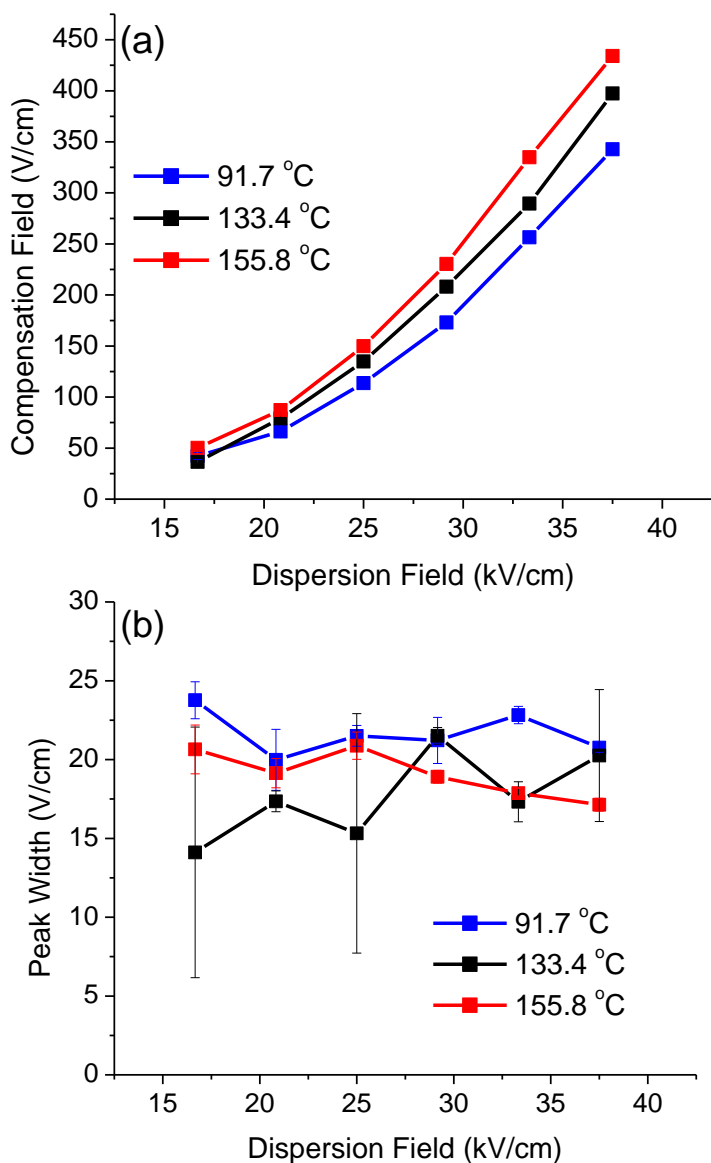 (a)
450
400
350
300
250
200
150
100
50
0
Compensation Field (V/cm)
91.7 °C
133.4 °C
155.8 °C
15 20 25 30 35 40
Dispersion Field (kV/cm)
(b)
30
25
20
15
10
5
0
Peak Width (V/cm)
91.7 °C
133.4 °C
155.8 °C
15 20 25 30 35 40
Dispersion Field (kV/cm)